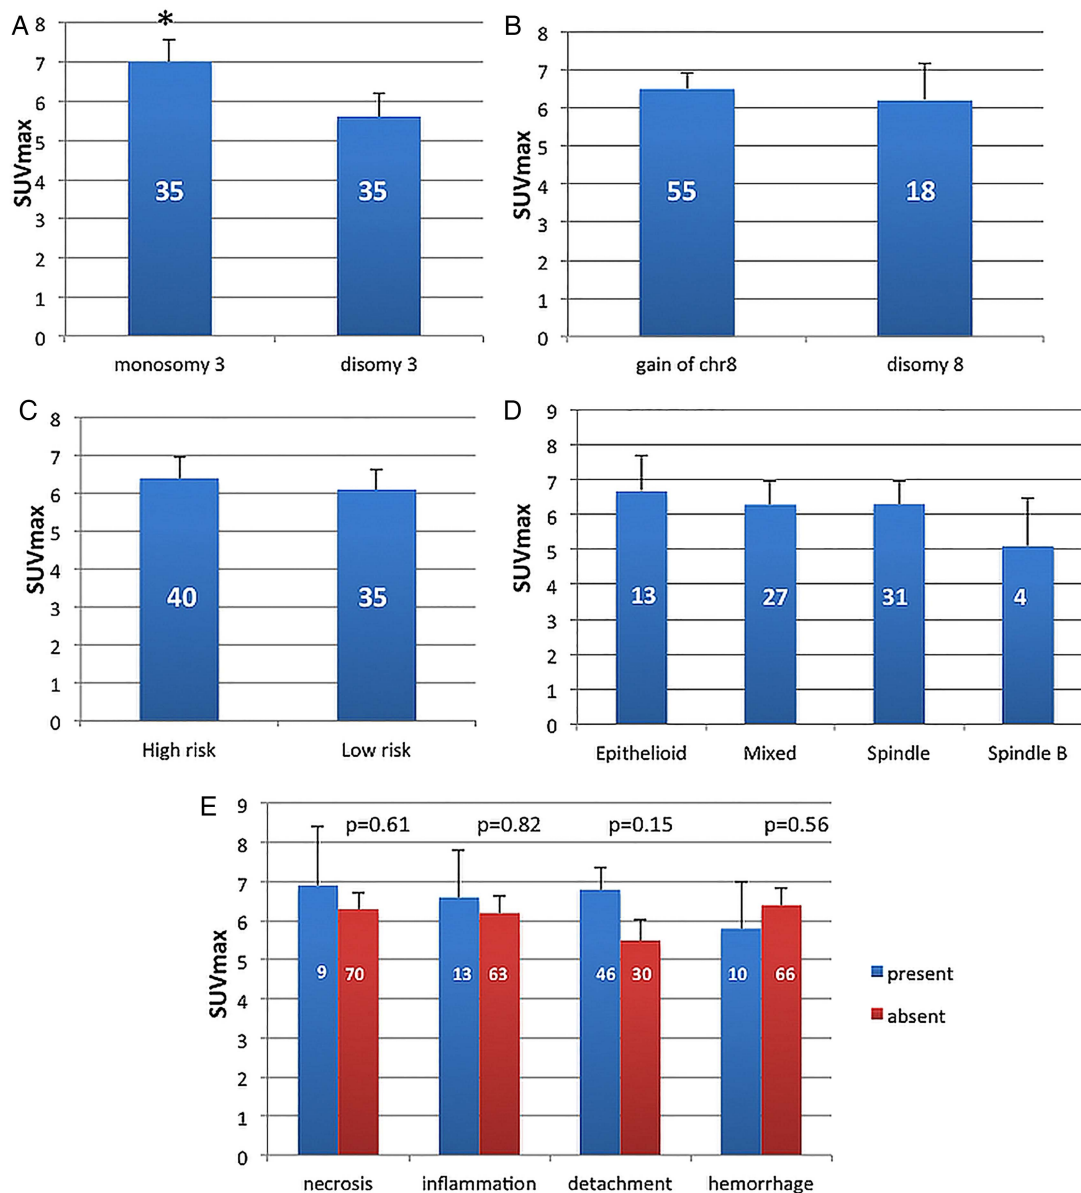 A
*
SUVmax
8
7
6
5
4
3
2
1
0
35
35
monosomy 3
disomy 3
B
SUVmax
8
7
6
5
4
3
2
1
0
55
18
gain of chr8
disomy 8
C
SUVmax
8
7
6
5
4
3
2
1
0
40
35
High risk
Low risk
D
SUVmax
9
8
7
6
5
4
3
2
1
0
13
27
31
4
Epithelioid
Mixed
Spindle
Spindle B
E
SUVmax
9
8
7
6
5
4
3
2
1
0
p=0.61
p=0.82
p=0.15
p=0.56
9
70
13
63
46
30
10
66
necrosis
inflammation
detachment
hemorrhage
present
absent